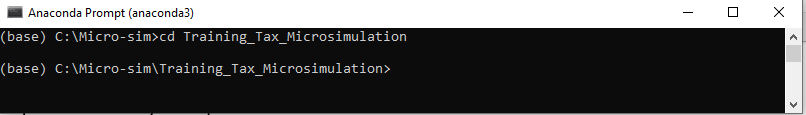 Anaconda Prompt (anaconda3)
(base) C:\Micro-sim>cd Training_Tax_Microsimulation
(base) C:\Micro-sim\Training_Tax_Microsimulation>